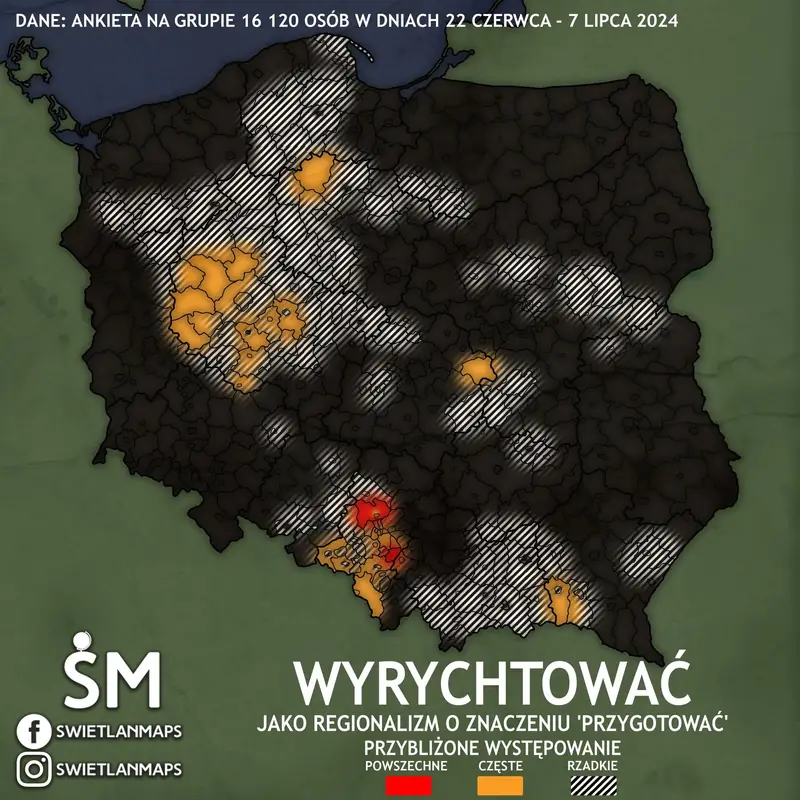 DANE: ANKIETA NA GRUPIE 16 120 OSÓB W DNIACH 22 CZERWCA - 7 LIPCA 2024
ŚM
SWIETLANMAPS
SWIETLANMAPS
WYRYCHTOWAĆ
JAKO REGIONALIZM O ZNACZENIU 'PRZYGOTOWAĆ'
PRZYBLIŻONE WYSTĘPOWANIE
POWSZECHNE CZĘSTE RZADKIE